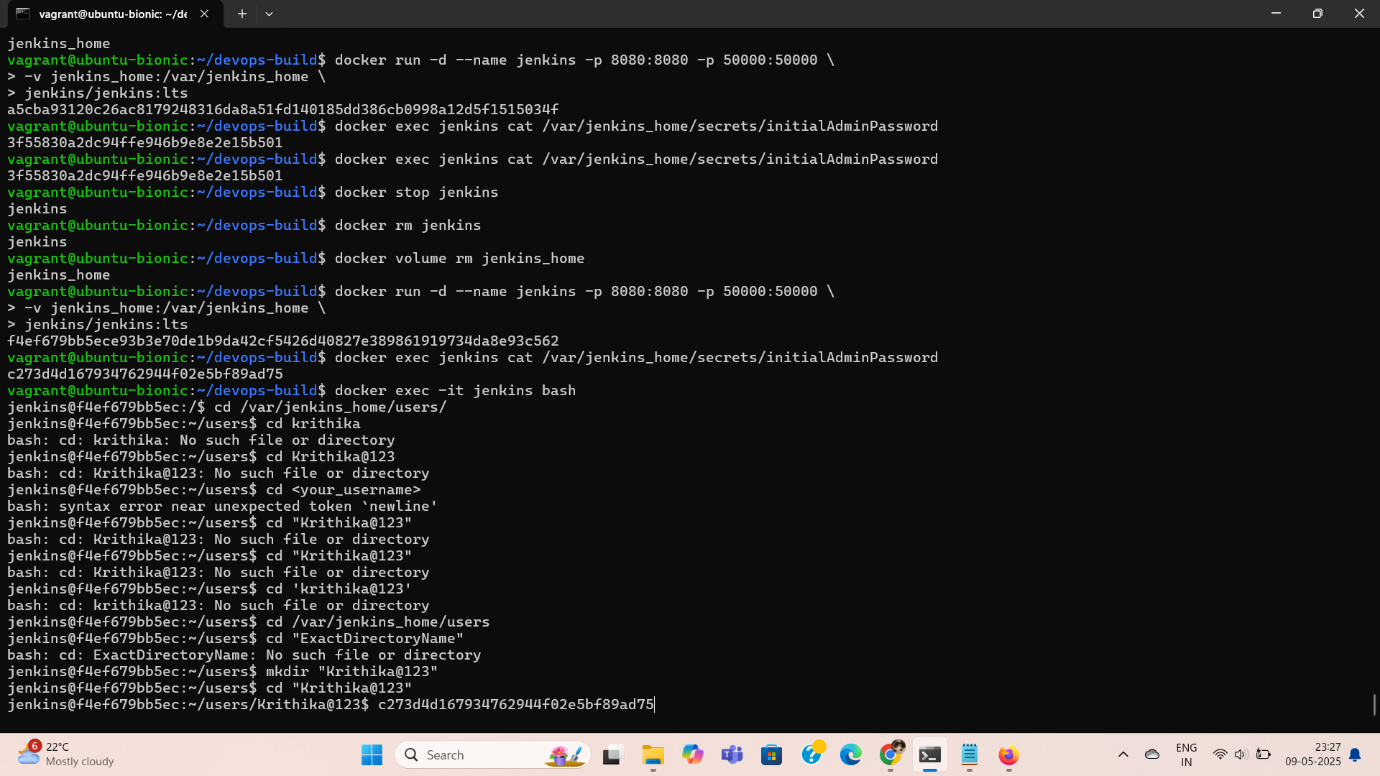 vagrant@ubuntu-bionic: ~/de
jenkins_home
vagrant@ubuntu-bionic:~/devops-build$ docker run -d --name jenkins -p 8080:8080 -p 50000:50000 \
> -v jenkins_home:/var/jenkins_home \
> jenkins/jenkins:lts
a5cba93120c26ac8179248316da8a51fd140185dd386cb0998a12d5f1515034f
vagrant@ubuntu-bionic:~/devops-build$ docker exec jenkins cat /var/jenkins_home/secrets/initialAdminPassword
3f55830a2dc94ffe946b9e8e2e15b501
vagrant@ubuntu-bionic:~/devops-build$ docker exec jenkins cat /var/jenkins_home/secrets/initialAdminPassword
3f55830a2dc94ffe946b9e8e2e15b501
vagrant@ubuntu-bionic:~/devops-build$ docker stop jenkins
jenkins
vagrant@ubuntu-bionic:~/devops-build$ docker rm jenkins
jenkins
vagrant@ubuntu-bionic:~/devops-build$ docker volume rm jenkins_home
jenkins_home
vagrant@ubuntu-bionic:~/devops-build$ docker run -d --name jenkins -p 8080:8080 -p 50000:50000 \
> -v jenkins_home:/var/jenkins_home \
> jenkins/jenkins:lts
f4ef679bb5ece93b3e70de1b9da42cf5426d40827e389861919734da8e93c562
vagrant@ubuntu-bionic:~/devops-build$ docker exec jenkins cat /var/jenkins_home/secrets/initialAdminPassword
c273d4d167934762944f02e5bf89ad75
vagrant@ubuntu-bionic:~/devops-build$ docker exec -it jenkins bash
jenkins@f4ef679bb5ec:/$ cd /var/jenkins_home/users/
jenkins@f4ef679bb5ec:~/users$ cd krithika
bash: cd: krithika: No such file or directory
jenkins@f4ef679bb5ec:~/users$ cd Krithika@123
bash: cd: Krithika@123: No such file or directory
jenkins@f4ef679bb5ec:~/users$ cd <your_username>
bash: syntax error near unexpected token `newline'
jenkins@f4ef679bb5ec:~/users$ cd "Krithika@123"
bash: cd: Krithika@123: No such file or directory
jenkins@f4ef679bb5ec:~/users$ cd "Krithika@123"
bash: cd: Krithika@123: No such file or directory
jenkins@f4ef679bb5ec:~/users$ cd 'krithika@123'
bash: cd: krithika@123: No such file or directory
jenkins@f4ef679bb5ec:~/users$ cd /var/jenkins_home/users
jenkins@f4ef679bb5ec:~/users$ cd "ExactDirectoryName"
bash: cd: ExactDirectoryName: No such file or directory
jenkins@f4ef679bb5ec:~/users$ mkdir "Krithika@123"
jenkins@f4ef679bb5ec:~/users$ cd "Krithika@123"
jenkins@f4ef679bb5ec:~/users/Krithika@123$ c273d4d167934762944f02e5bf89ad75
6
22°C
Mostly cloudy
Search
ENG
IN
23:27
09-05-2025